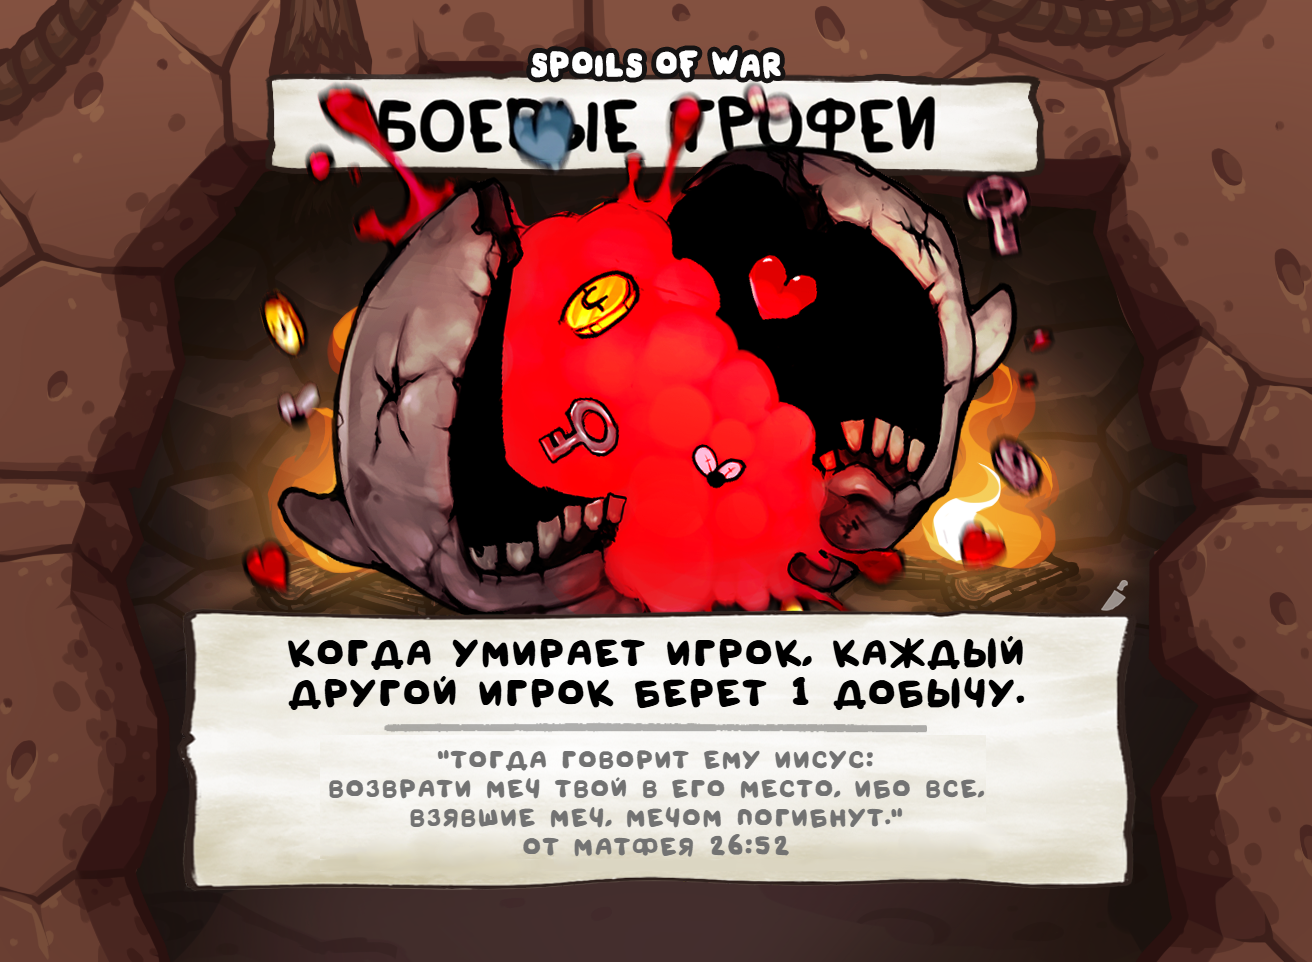 SPOILS OF WAR
БОЕВЫЕ ТРОФЕИ
КОГДА УМИРАЕТ ИГРОК, КАЖДЫЙ
ДРУГОЙ ИГРОК БЕРЕТ 1 ДОБЫЧУ.
"ТОГДА ГОВОРИТ ЕМУ ИИСУС:
ВОЗВРАТИ МЕЧ ТВОЙ В ЕГО МЕСТО, ИБО ВСЕ,
ВЗЯВШИЕ МЕЧ, МЕЧОМ ПОГИБНУТ."
ОТ МАТФЕЯ 26:52